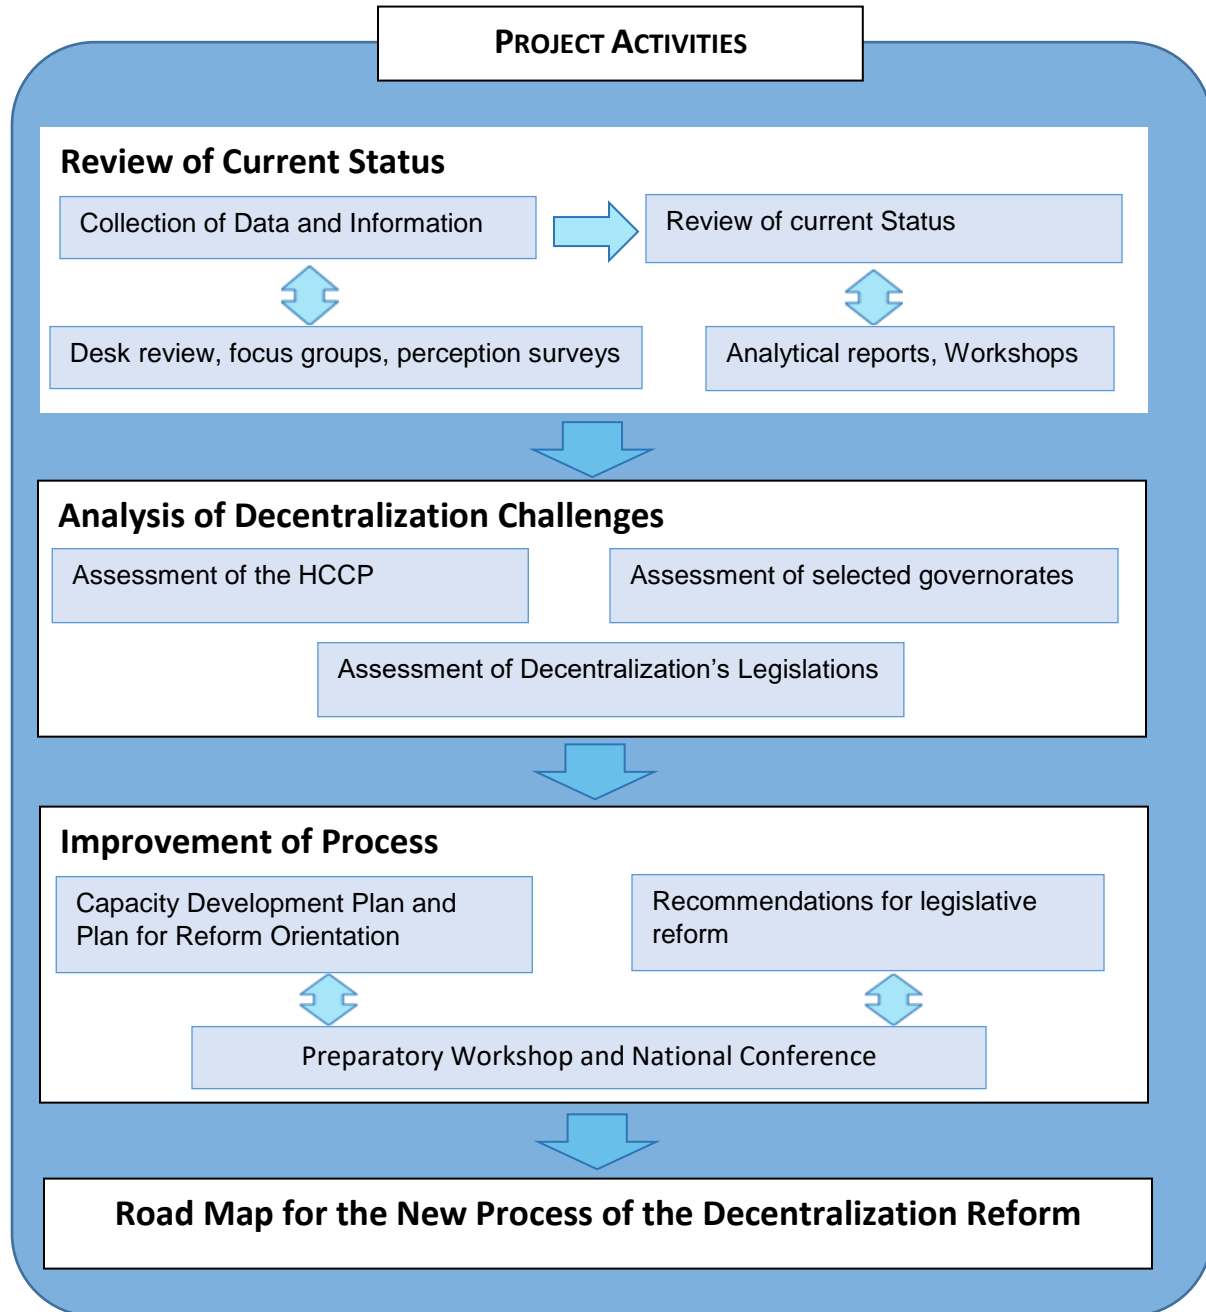 PROJECT ACTIVITIES
Review of Current Status
Collection of Data and Information
Review of current Status
Desk review, focus groups, perception surveys
Analytical reports, Workshops
Analysis of Decentralization Challenges
Assessment of the HCCP
Assessment of selected governorates
Assessment of Decentralization’s Legislations
Improvement of Process
Capacity Development Plan and
Plan for Reform Orientation
Recommendations for legislative
reform
Preparatory Workshop and National Conference
Road Map for the New Process of the Decentralization Reform